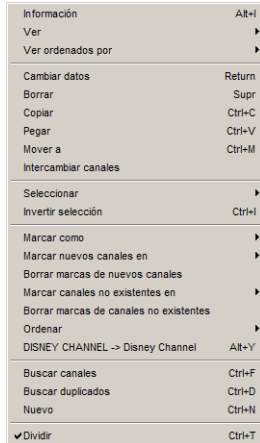 Información Alt+I
Ver
Ver ordenados por
Cambiar datos Return
Borrar Supr
Copiar Ctrl+C
Pegar Ctrl+V
Mover a Ctrl+M
Intercambiar canales
Seleccionar
Invertir selección Ctrl+I
Marcar como
Marcar nuevos canales en
Borrar marcas de nuevos canales
Marcar canales no existentes en
Borrar marcas de canales no existentes
Ordenar
DISNEY CHANNEL -> Disney Channel Alt+Y
Buscar canales Ctrl+F
Buscar duplicados Ctrl+D
Nuevo Ctrl+N
Dividir Ctrl+T